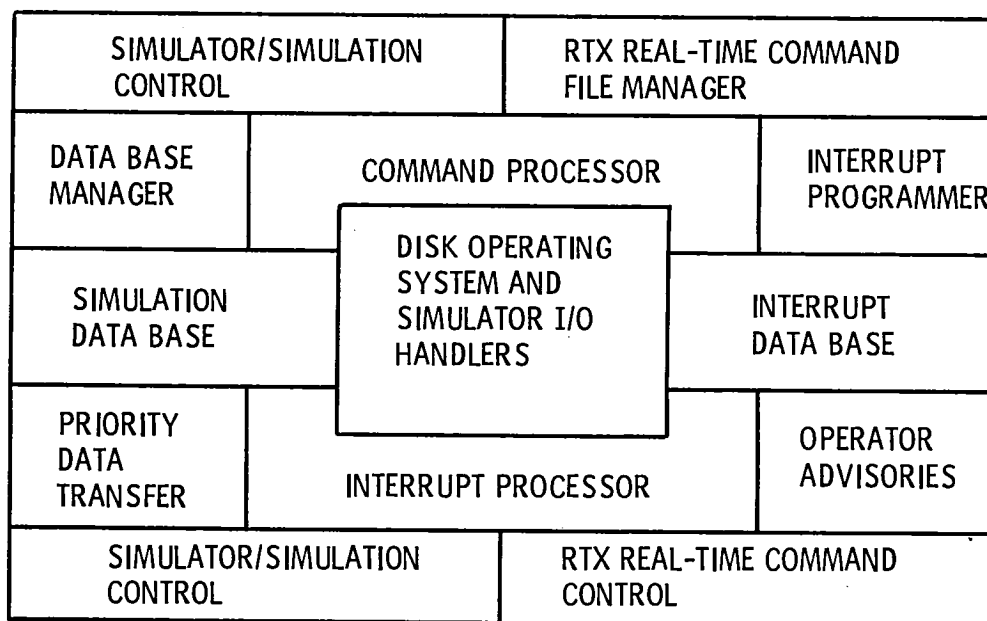 SIMULATOR/SIMULATION
CONTROL
RTX REAL-TIME COMMAND
FILE MANAGER
DATA BASE
MANAGER
COMMAND PROCESSOR
INTERRUPT
PROGRAMMER
DISK OPERATING
SYSTEM AND
SIMULATOR I/O
HANDLERS
SIMULATION
DATA BASE
INTERRUPT
DATA BASE
PRIORITY
DATA
TRANSFER
INTERRUPT PROCESSOR
OPERATOR
ADVISORIES
SIMULATOR/SIMULATION
CONTROL
RTX REAL-TIME COMMAND
CONTROL